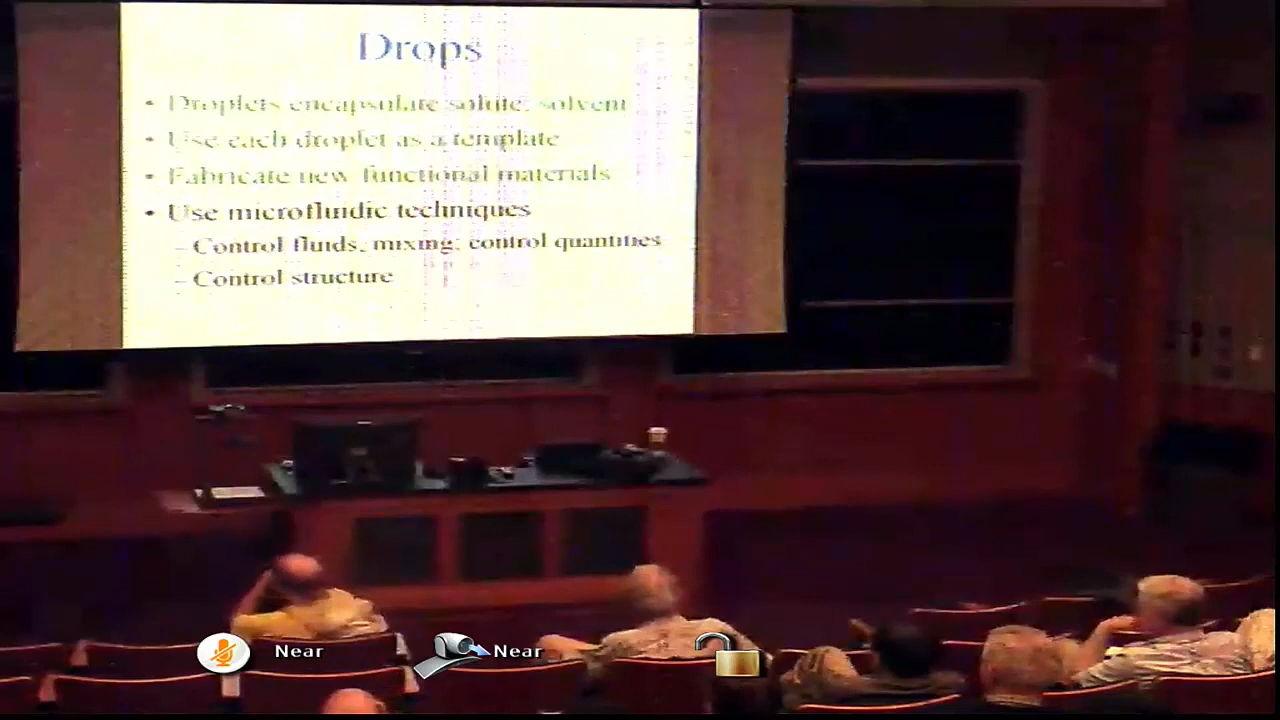 Drops
• Droplets encapsulate solute, solvent
• Use each droplet as a template
• Fabricate new functional materials
• Use microfluidic techniques
– Control fluids, mixing; control quantities
– Control structure
Near
Near